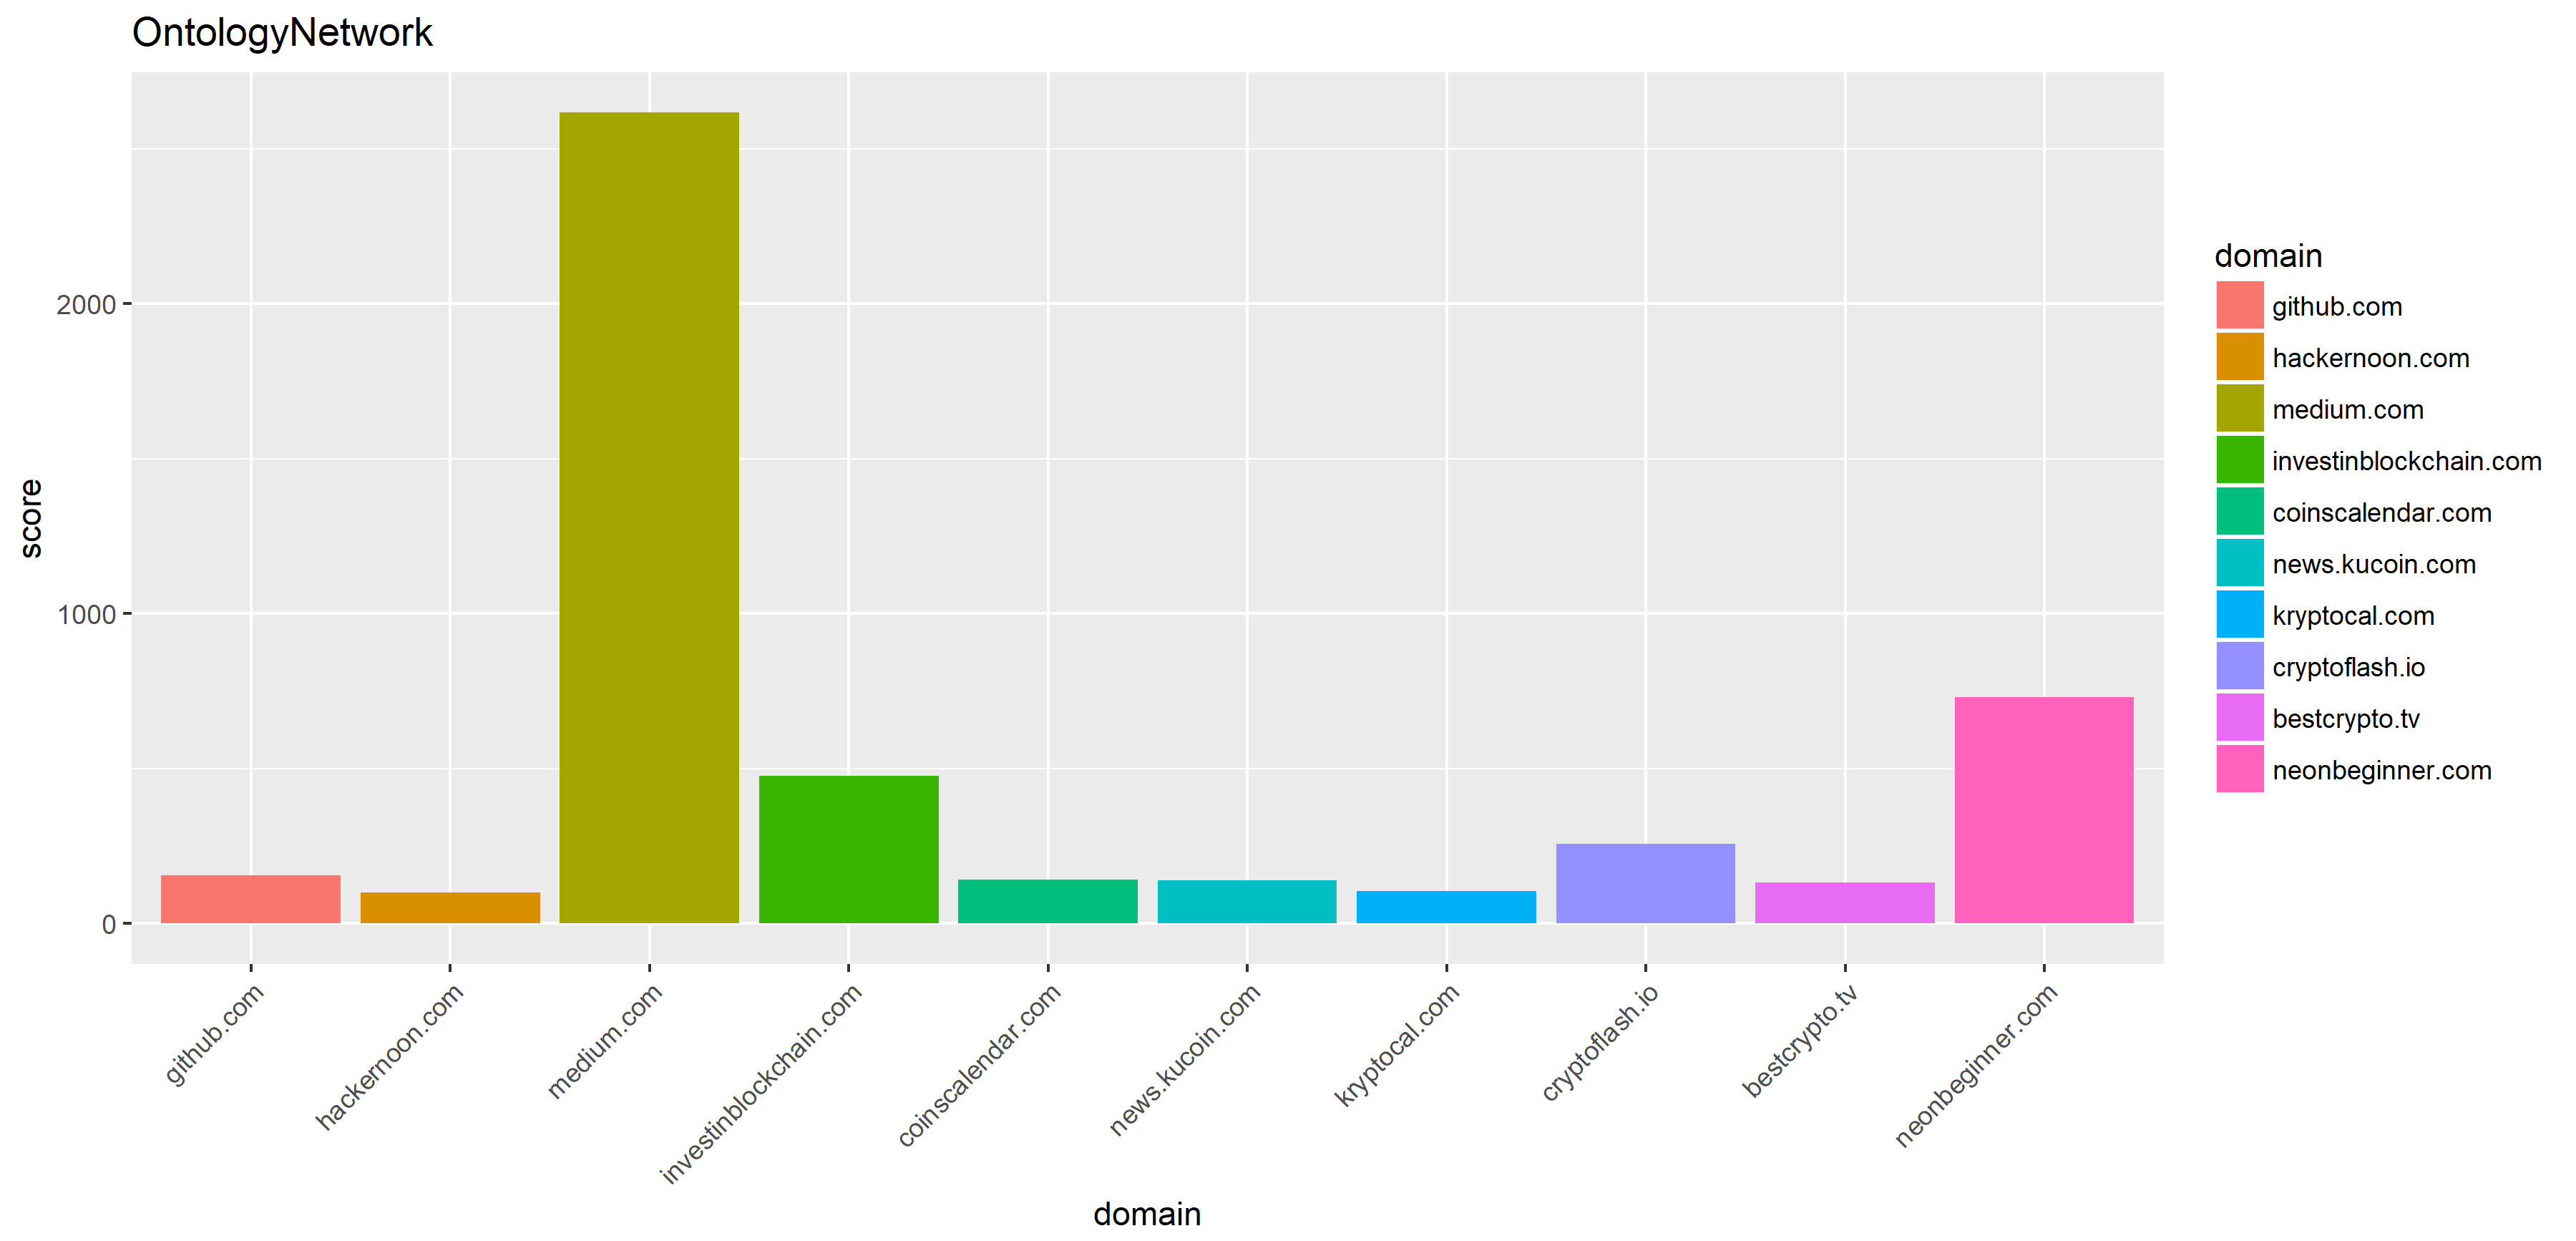 OntologyNetwork
score
2000
1000
0
github.com
hackernoon.com
medium.com
investinblockchain.com
coinscalendar.com
news.kucoin.com
kryptocal.com
cryptoflash.io
bestcrypto.tv
neonbeginner.com
domain
domain
github.com
hackernoon.com
medium.com
investinblockchain.com
coinscalendar.com
news.kucoin.com
kryptocal.com
cryptoflash.io
bestcrypto.tv
neonbeginner.com